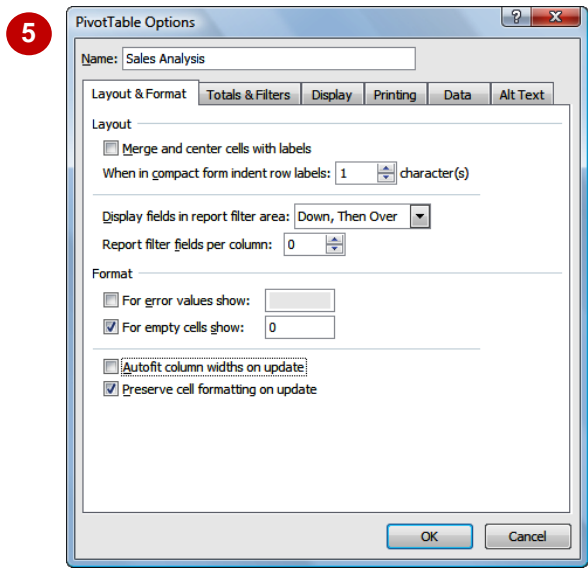 5
PivotTable Options
?
Name: Sales Analysis
Layout & Format Totals & Filters Display Printing Data Alt Text
Layout
Merge and center cells with labels
When in compact form indent row labels: 1 character(s)
Display fields in report filter area: Down, Then Over
Report filter fields per column: 0
Format
For error values show:
For empty cells show: 0
Autofit column widths on update
Preserve cell formatting on update
OK Cancel